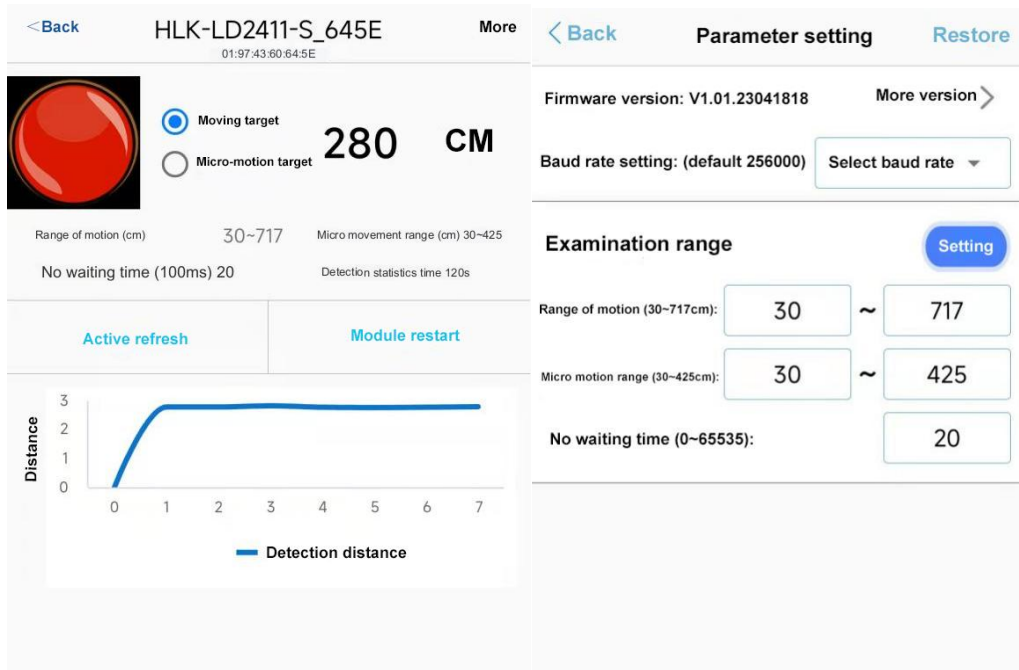 <Back HLK-LD2411-S_645E More
01:97:43:60:64:5E
Moving target
Micro-motion target
280 CM
Range of motion (cm) 30~717 Micro movement range (cm) 30~425
No waiting time (100ms) 20 Detection statistics time 120s
Active refresh Module restart
Distance
3
2
1
0
0 1 2 3 4 5 6 7
Detection distance
<Back Parameter setting Restore
Firmware version: V1.01.23041818 More version >
Baud rate setting: (default 256000) Select baud rate
Examination range Setting
Range of motion (30~717cm): 30 ~ 717
Micro motion range (30~425cm): 30 ~ 425
No waiting time (0~65535): 20